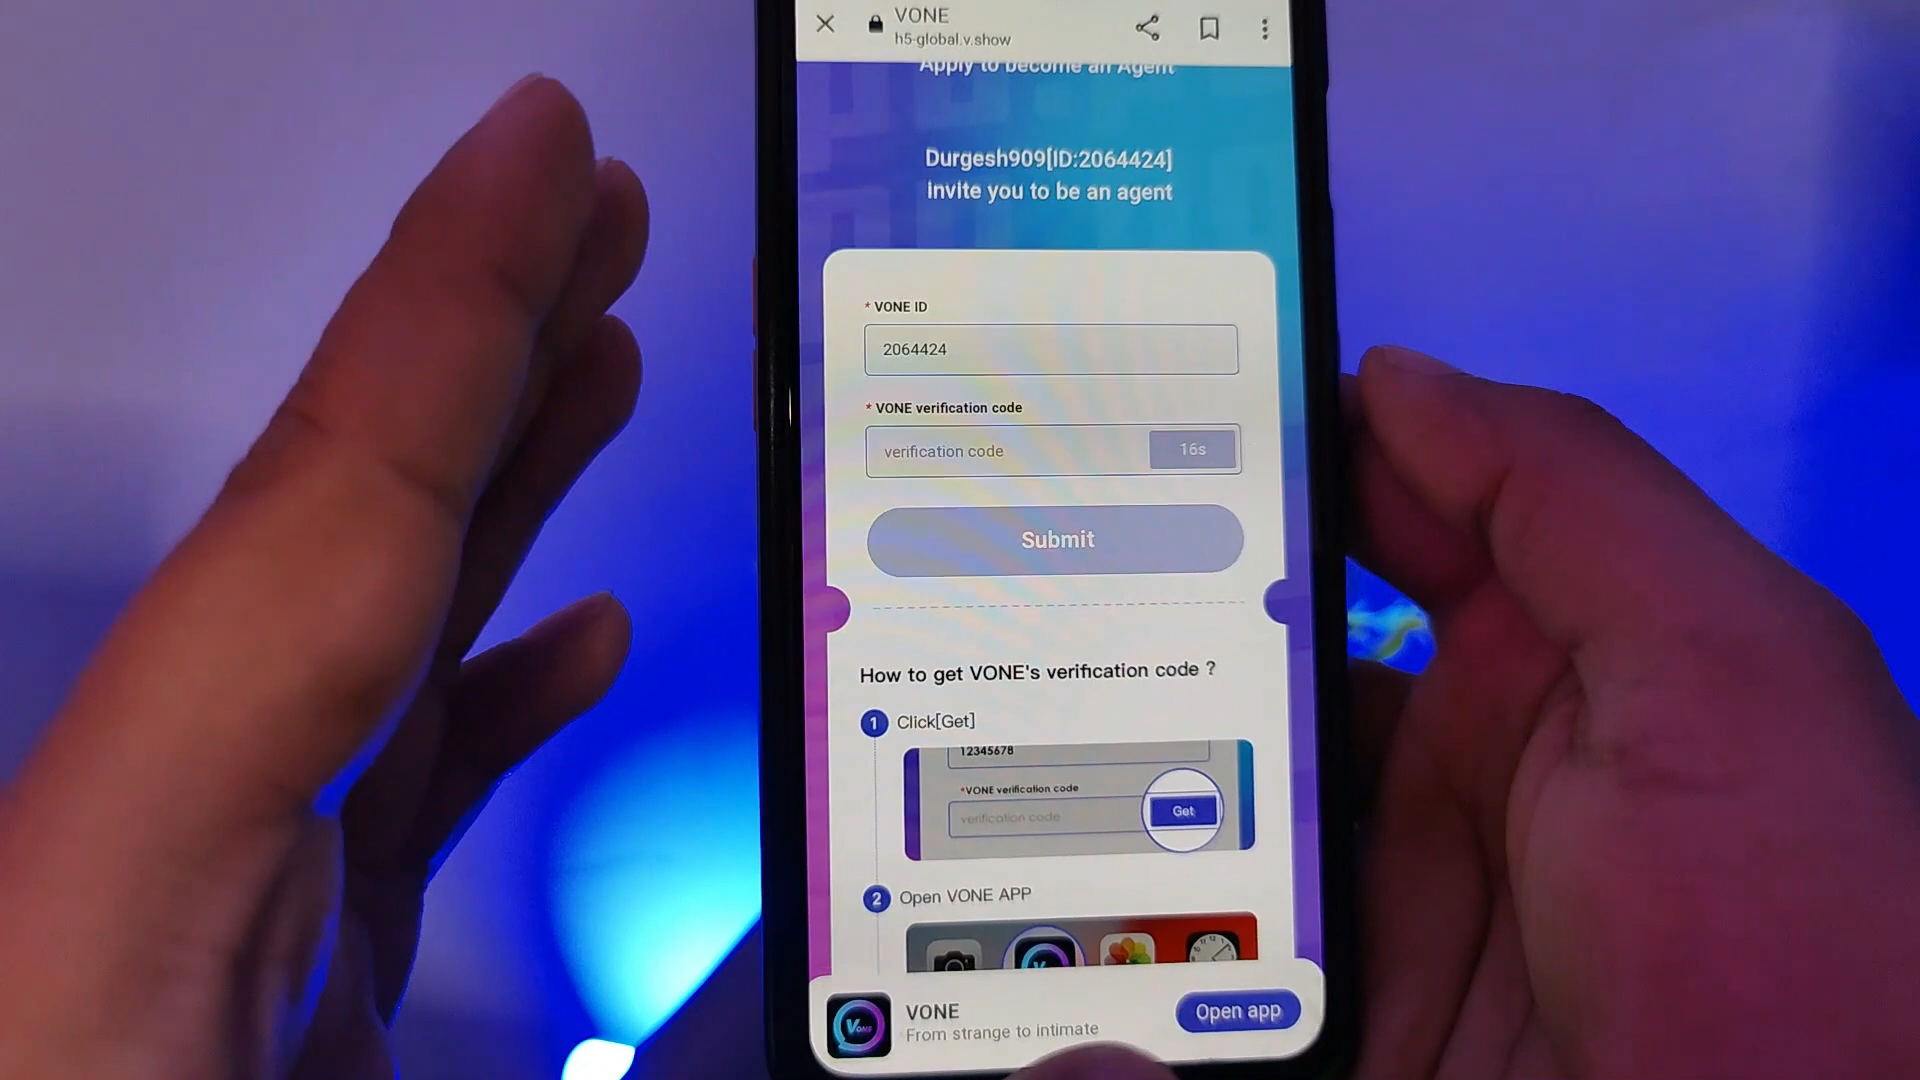 VONE
h5-global.v.show
Apply to become an Agent
Durgesh909[ID:2064424]
Invite you to be an agent
* VONE ID
2064424
* VONE verification code
verification code
16s
Submit
How to get VONE's verification code ?
1 Click[Get]
12345678
*VONE verification code
verification code
Get
2 Open VONE APP
VONE
VONE
From strange to intimate
Open app